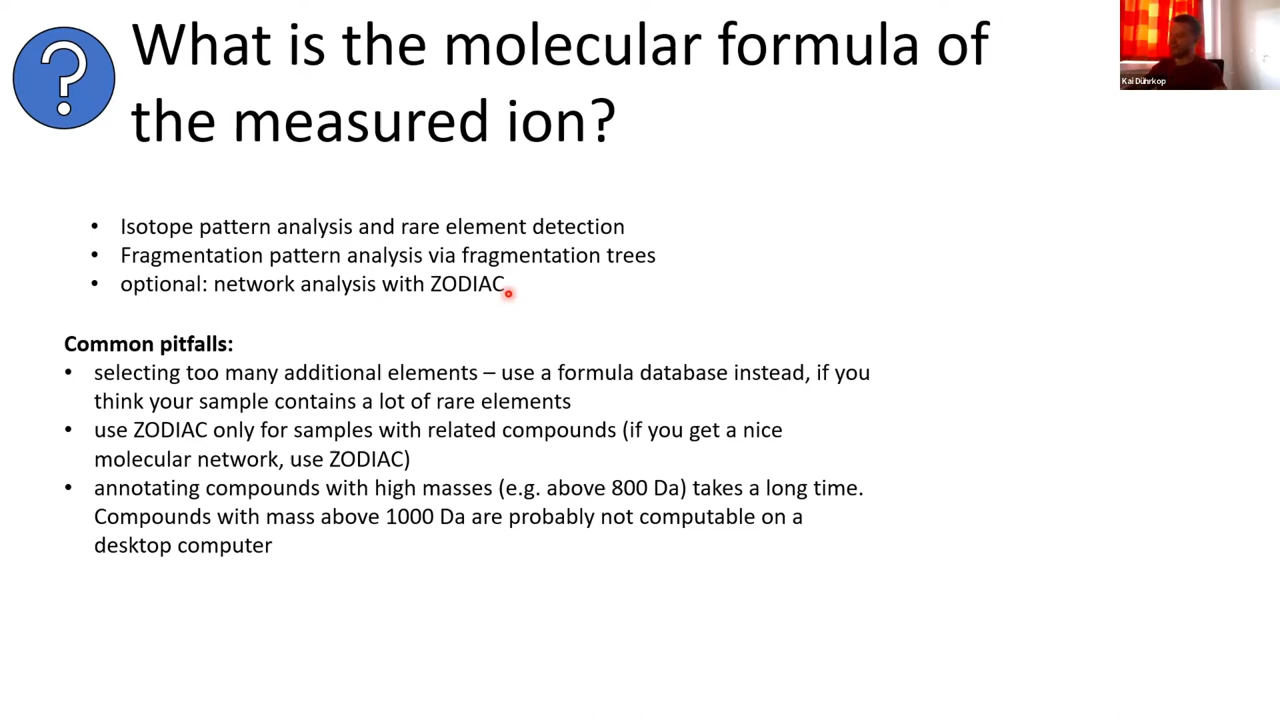 What is the molecular formula of
the measured ion?
Kai Dührkop
• Isotope pattern analysis and rare element detection
• Fragmentation pattern analysis via fragmentation trees
• optional: network analysis with ZODIAC
Common pitfalls:
• selecting too many additional elements – use a formula database instead, if you
think your sample contains a lot of rare elements
• use ZODIAC only for samples with related compounds (if you get a nice
molecular network, use ZODIAC)
• annotating compounds with high masses (e.g. above 800 Da) takes a long time.
Compounds with mass above 1000 Da are probably not computable on a
desktop computer